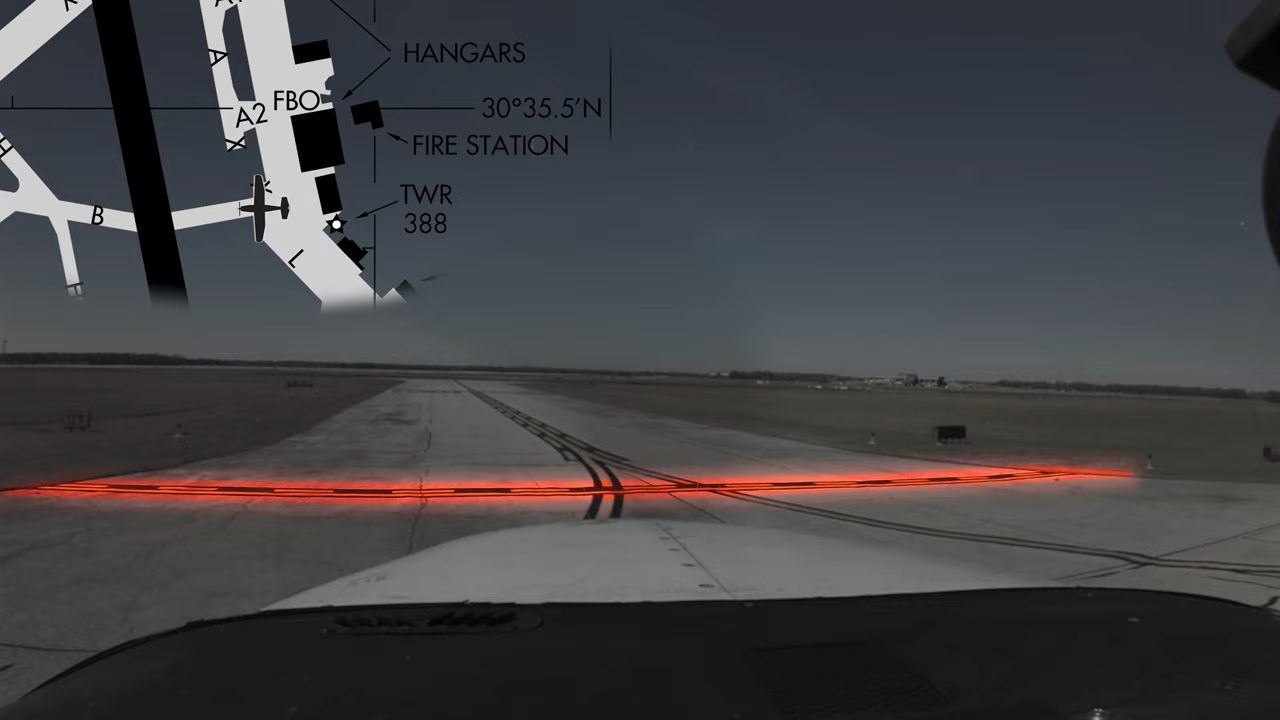 A
HANGARS
FBO
A2
30°35.5'N
FIRE STATION
X
H
TWR
388
B
L
H